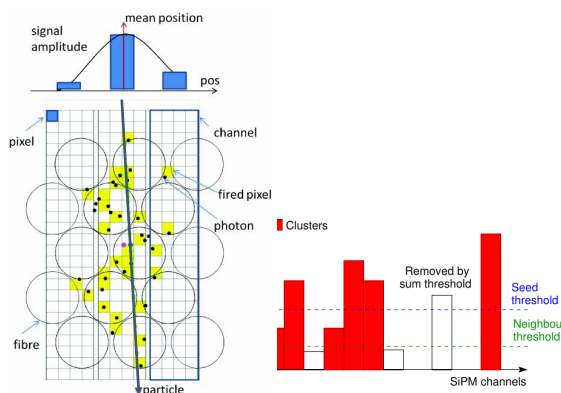 mean position
signal
amplitude
pos
pixel
channel
fired pixel
photon
fibre
particle
Clusters
Removed by
sum threshold
Seed
threshold
Neighbou
threshold
SiPM channels